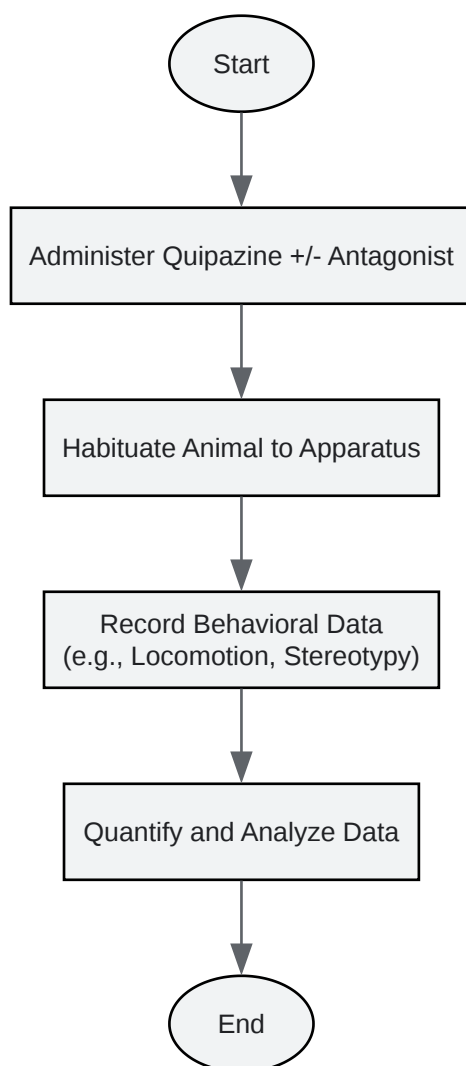 Start
Administer Quipazine +/- Antagonist
Habituate Animal to Apparatus
Record Behavioral Data
(e.g., Locomotion, Stereotypy)
Quantify and Analyze Data
End